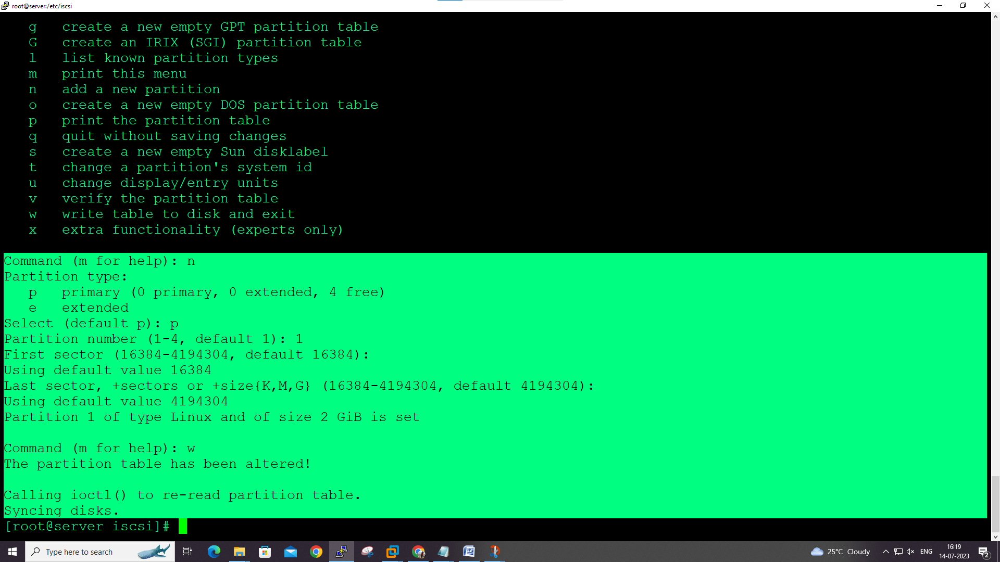 root@server:/etc/iscsi
g   create a new empty GPT partition table
G   create an IRIX (SGI) partition table
l   list known partition types
m   print this menu
n   add a new partition
o   create a new empty DOS partition table
p   print the partition table
q   quit without saving changes
s   create a new empty Sun disklabel
t   change a partition's system id
u   change display/entry units
v   verify the partition table
w   write table to disk and exit
x   extra functionality (experts only)
Command (m for help): n
Partition type:
p   primary (0 primary, 0 extended, 4 free)
e   extended
Select (default p): p
Partition number (1-4, default 1): 1
First sector (16384-4194304, default 16384):
Using default value 16384
Last sector, +sectors or +size{K,M,G} (16384-4194304, default 4194304):
Using default value 4194304
Partition 1 of type Linux and of size 2 GiB is set
Command (m for help): w
The partition table has been altered!
Calling ioctl() to re-read partition table.
Syncing disks.
[root@server iscsi]#
Type here to search
25°C Cloudy
ENG
16:19
14-07-2023
2